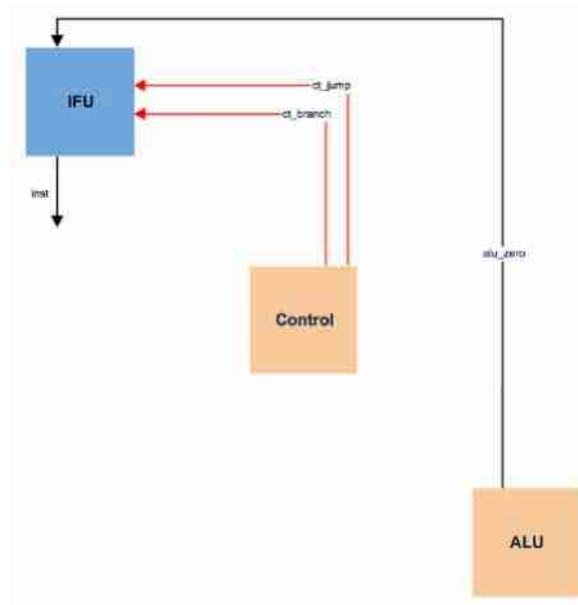 IFU
ct_jump
ct_branch
inst
alu_zero
Control
ALU